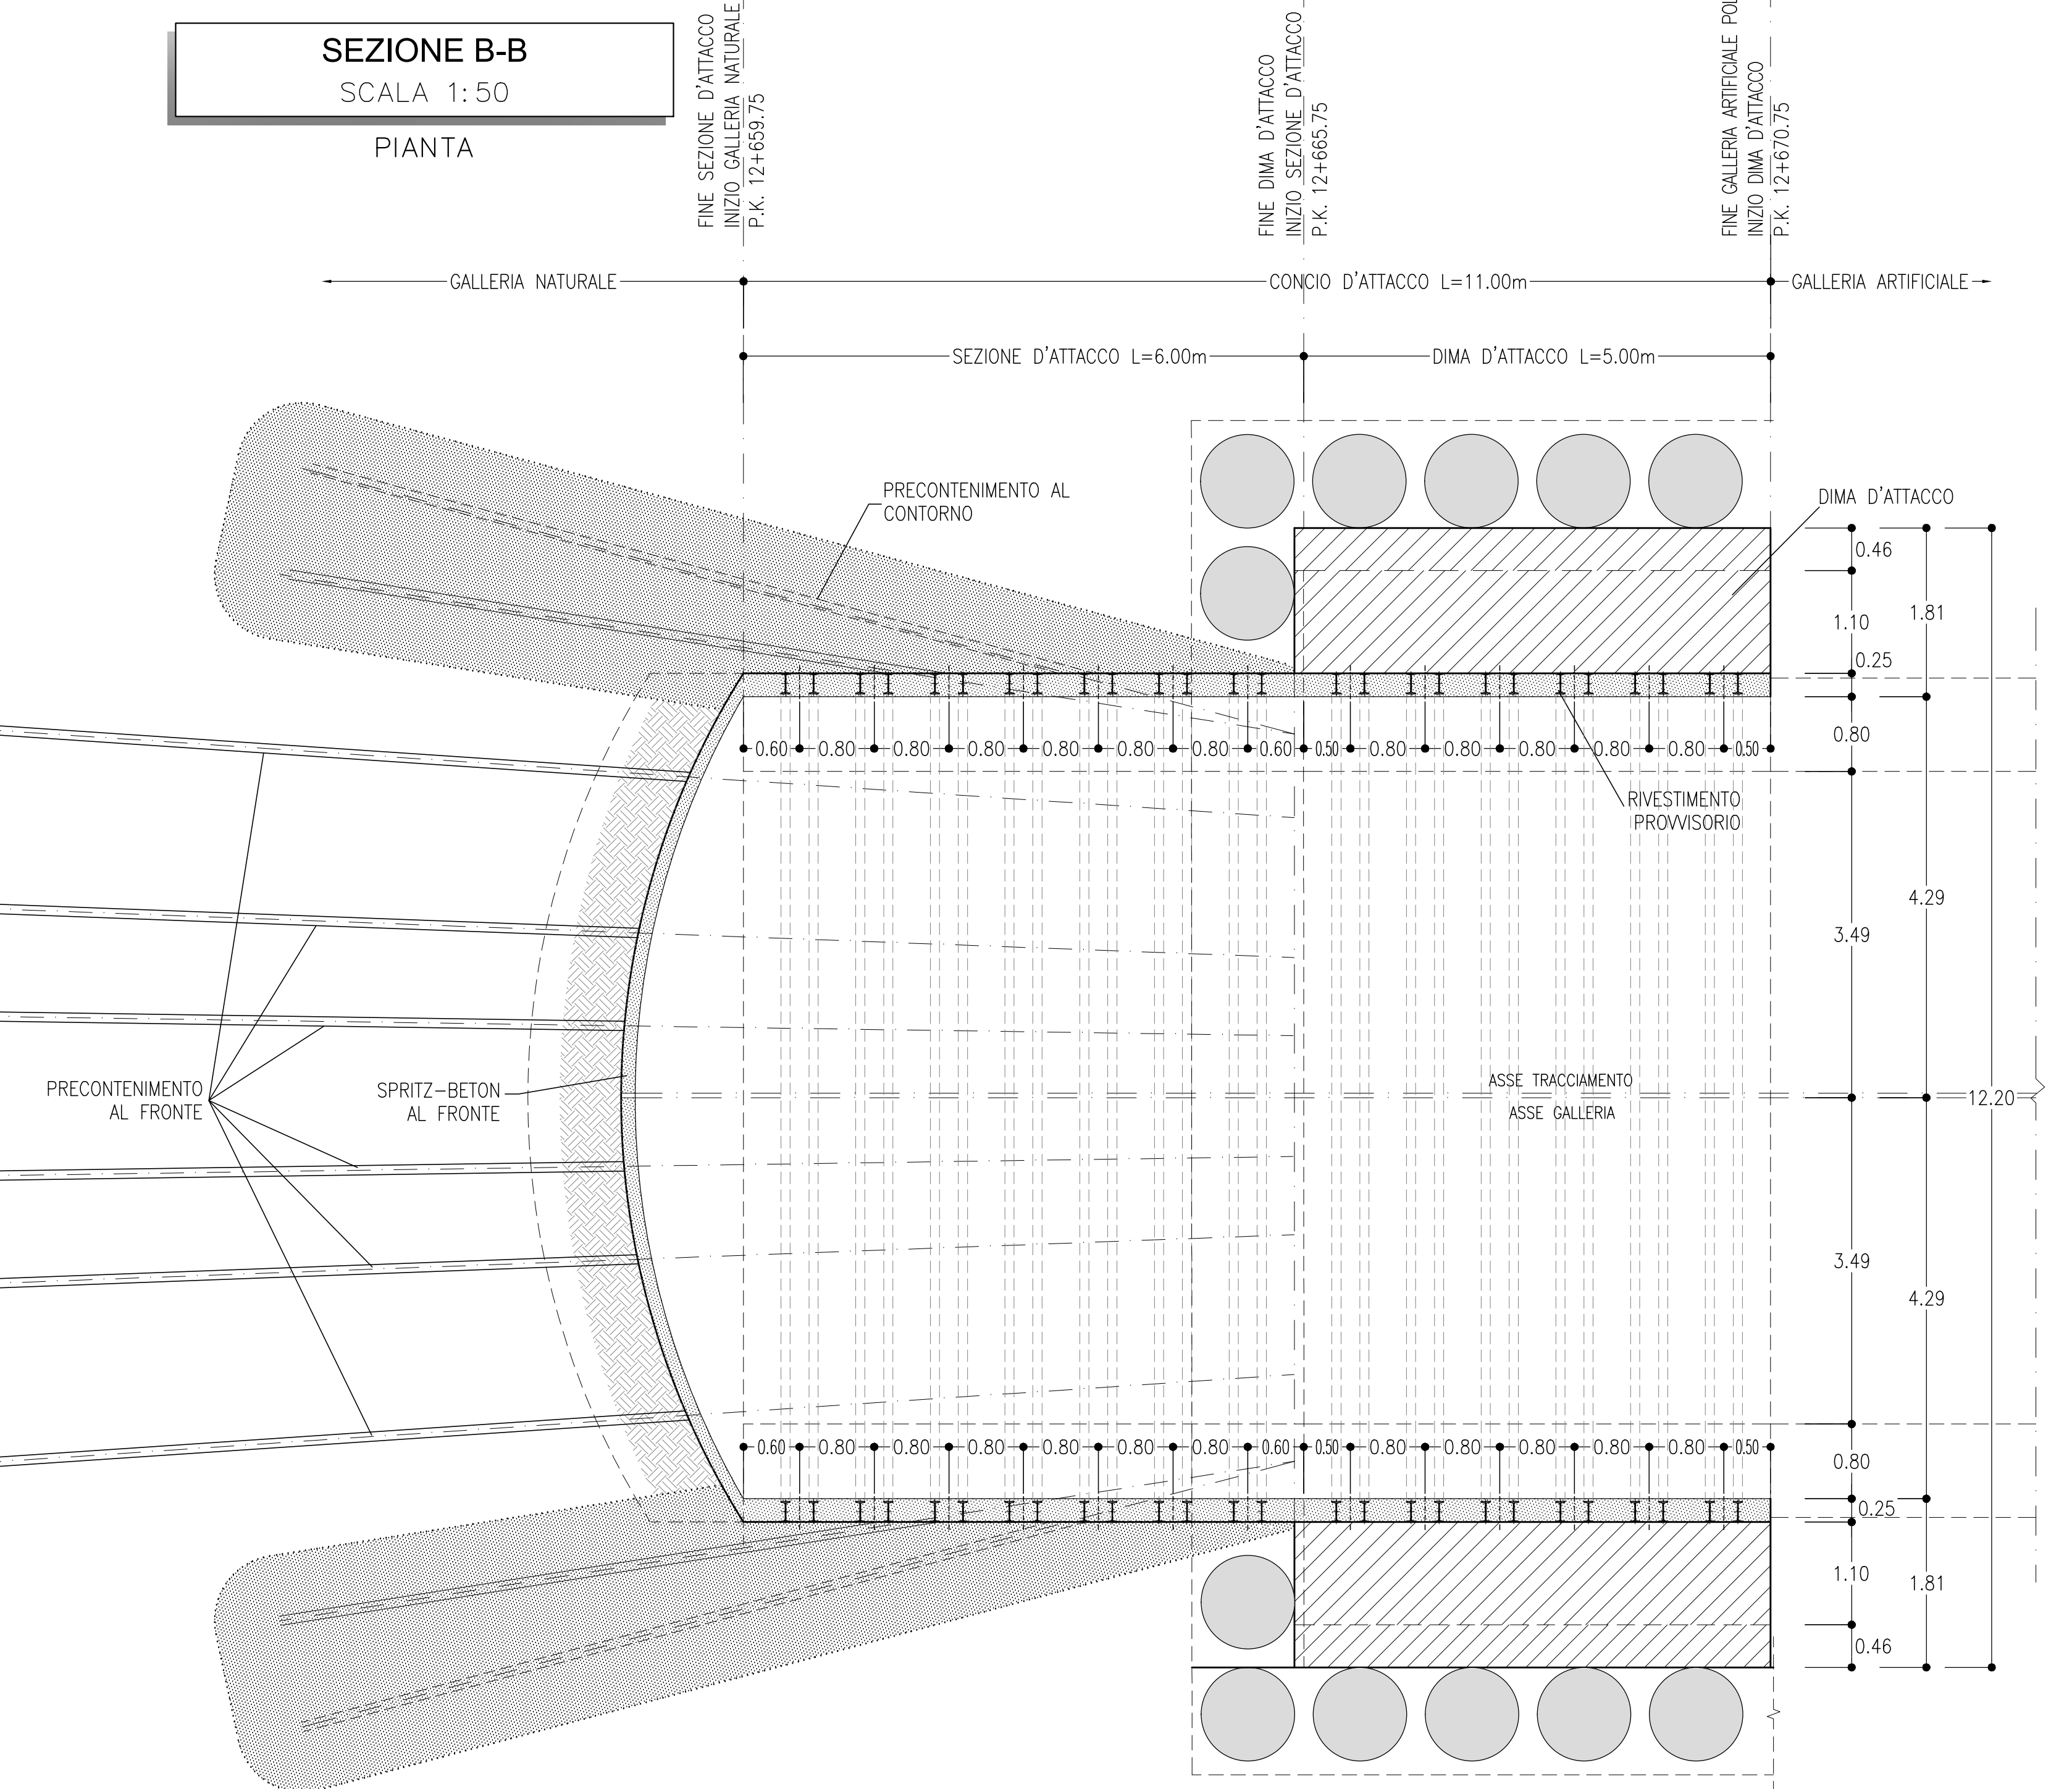 SEZIONE B-B
SCALA 1:50
PIANTA
FINE SEZIONE D'ATTACCO
INIZIO GALLERIA NATURALE
P.K. 12+659.75
FINE DIMA D'ATTACCO
INIZIO SEZIONE D'ATTACCO
P.K. 12+665.75
FINE GALLERIA ARTIFICIALE
INIZIO DIMA D'ATTACCO
P.K. 12+670.75
GALLERIA NATURALE
CONCIO D'ATTACCO L=11.00m
GALLERIA ARTIFICIALE
SEZIONE D'ATTACCO L=6.00m
DIMA D'ATTACCO L=5.00m
PRECONTENIMENTO AL
CONTORNO
DIMA D'ATTACCO
0.46
1.10
1.81
0.25
0.80
0.60 0.80 0.80 0.80 0.80 0.80 0.80 0.60 0.50 0.80 0.80 0.80 0.80 0.80 0.50
RIVESTIMENTO
PROVVISORIO
4.29
3.49
PRECONTENIMENTO
AL FRONTE
SPRITZ-BETON
AL FRONTE
ASSE TRACCIAMENTO
ASSE GALLERIA
12.20
3.49
4.29
0.60 0.80 0.80 0.80 0.80 0.80 0.80 0.60 0.50 0.80 0.80 0.80 0.80 0.80 0.50
0.80
0.25
1.10
1.81
0.46